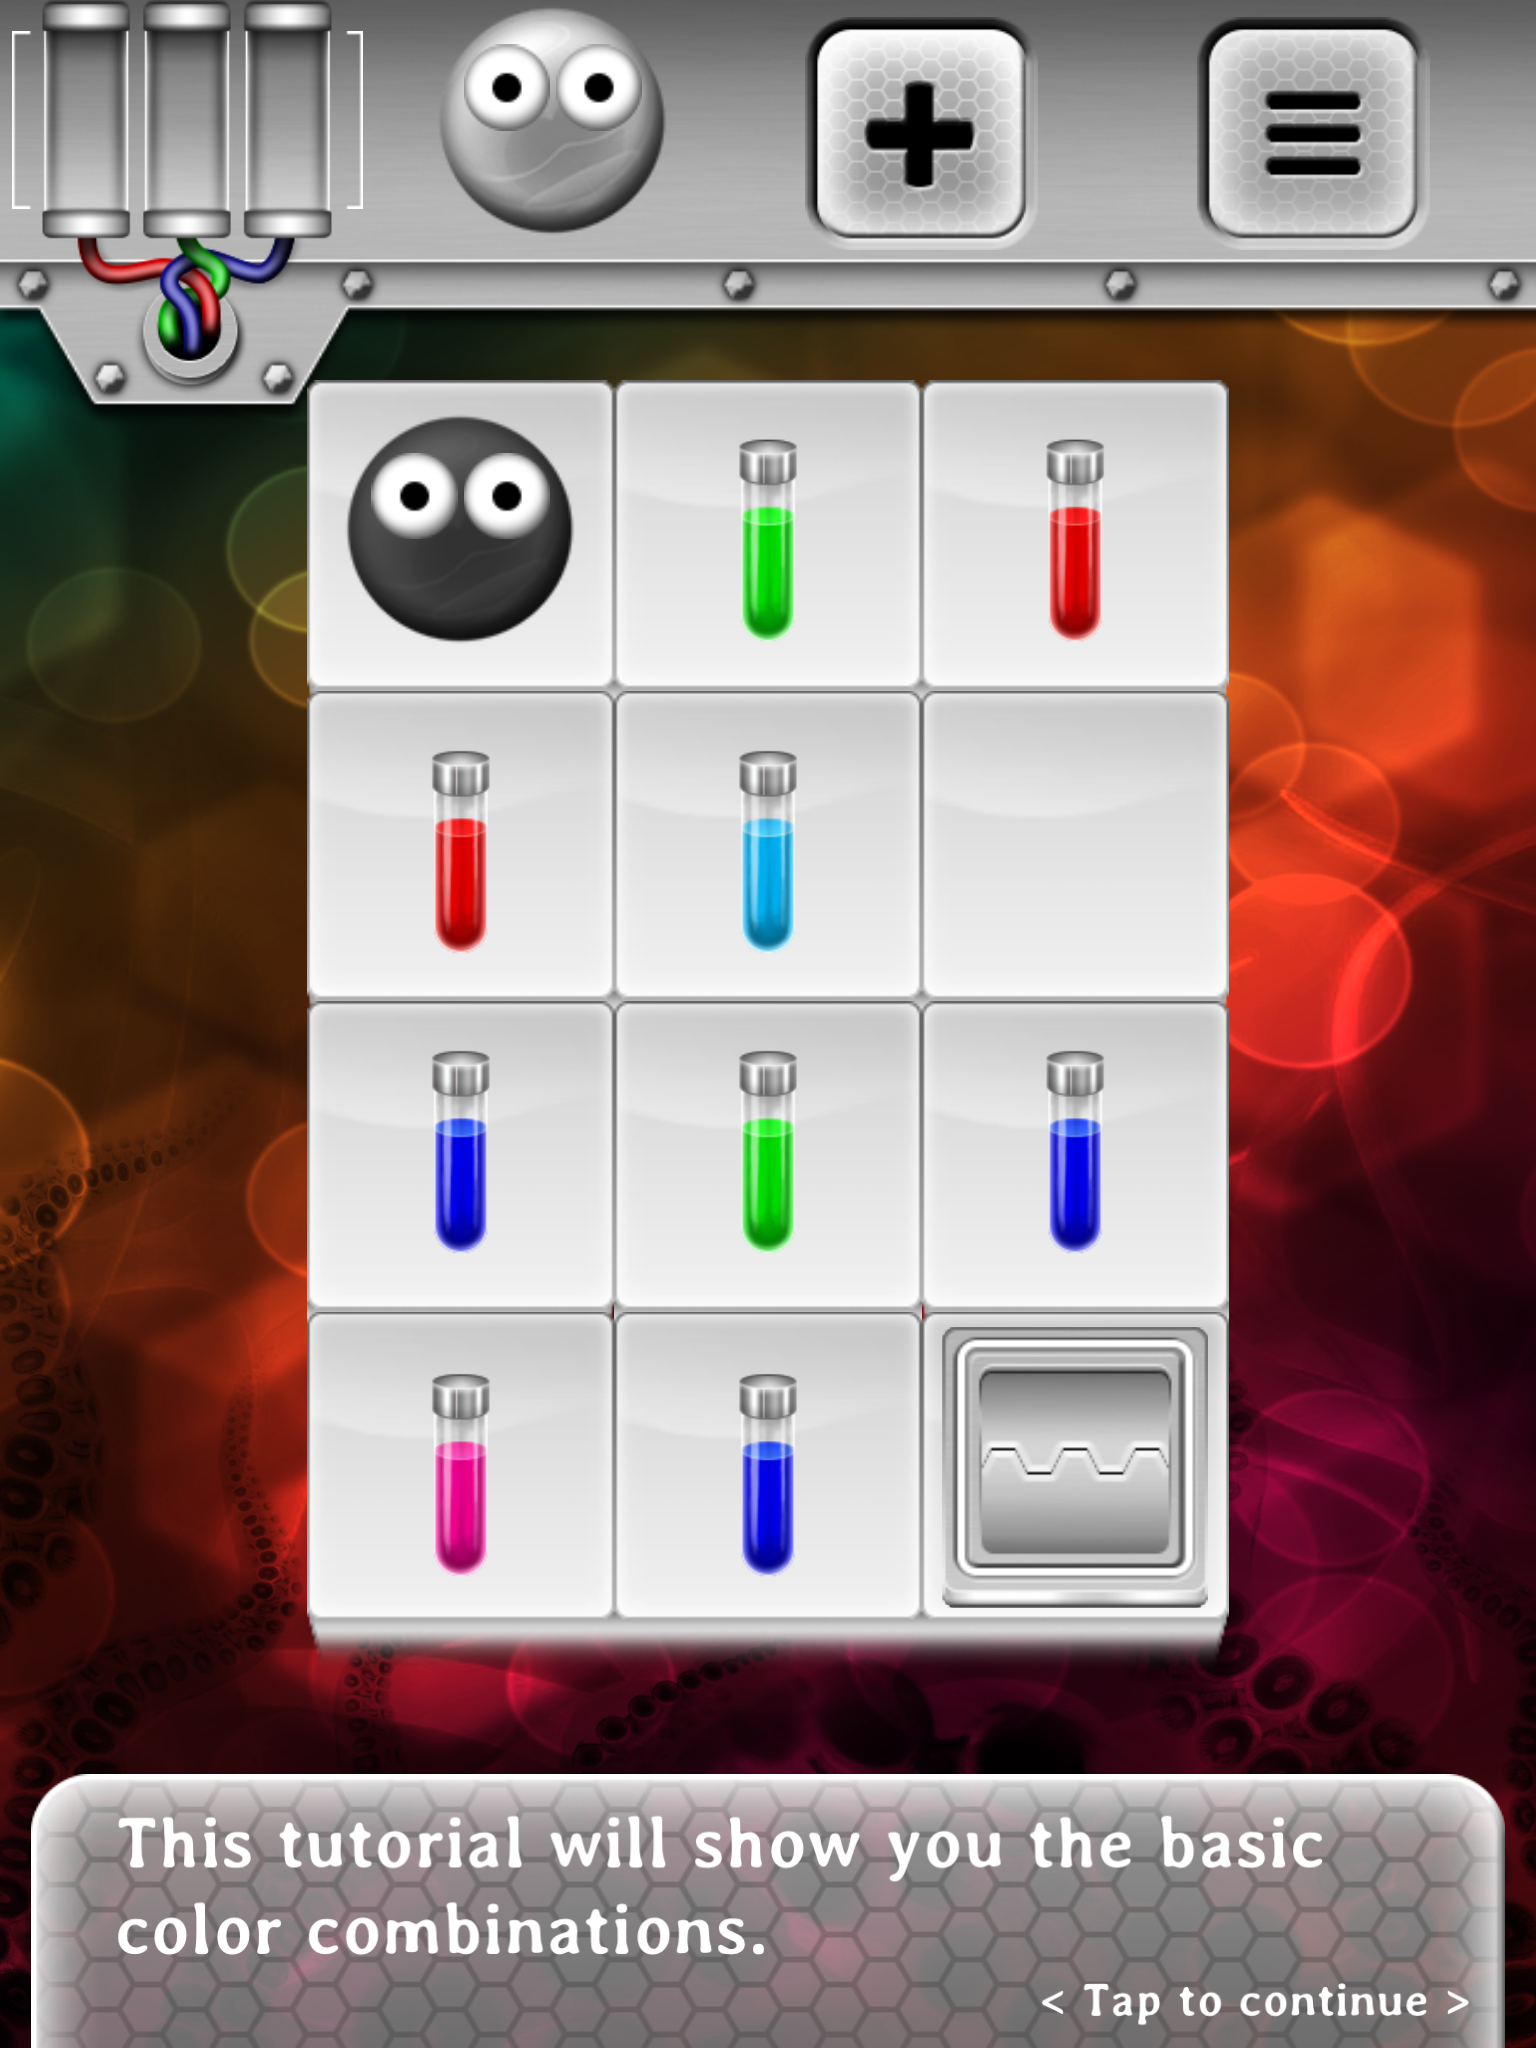 This tutorial will show you the basic
color combinations.
< Tap to continue >